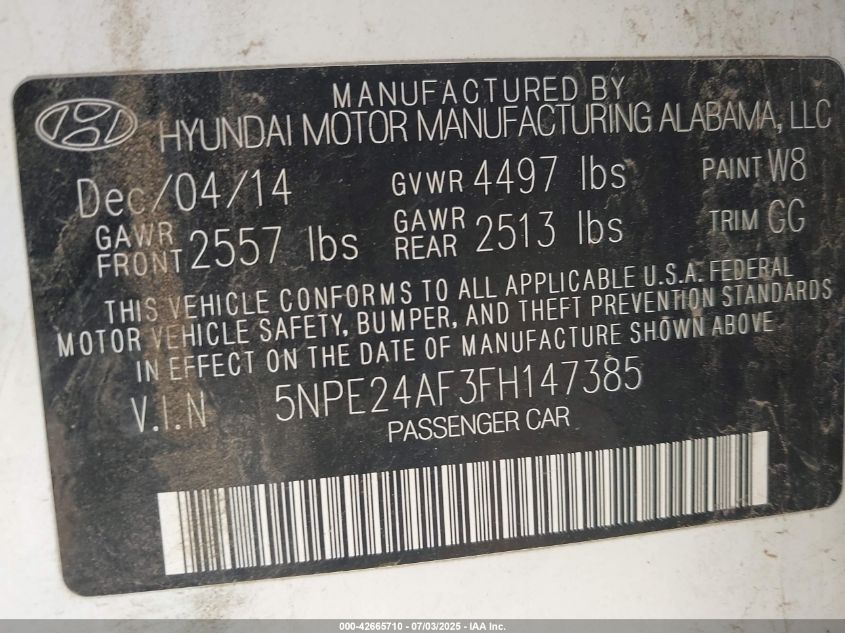 MANUFACTURED BY
HYUNDAI MOTOR MANUFACTURING ALABAMA, LLC
Dec/04/14 GVWR 4497 lbs PAINT W8
GAWR FRONT 2557 lbs GAWR REAR 2513 lbs TRIM GG
THIS VEHICLE CONFORMS TO ALL APPLICABLE U.S.A. FEDERAL
MOTOR VEHICLE SAFETY, BUMPER, AND THEFT PREVENTION STANDARDS
IN EFFECT ON THE DATE OF MANUFACTURE SHOWN ABOVE
V.I.N 5NPE24AF3FH147385
PASSENGER CAR
000-42665710 - 07/03/2025 - IAA Inc.